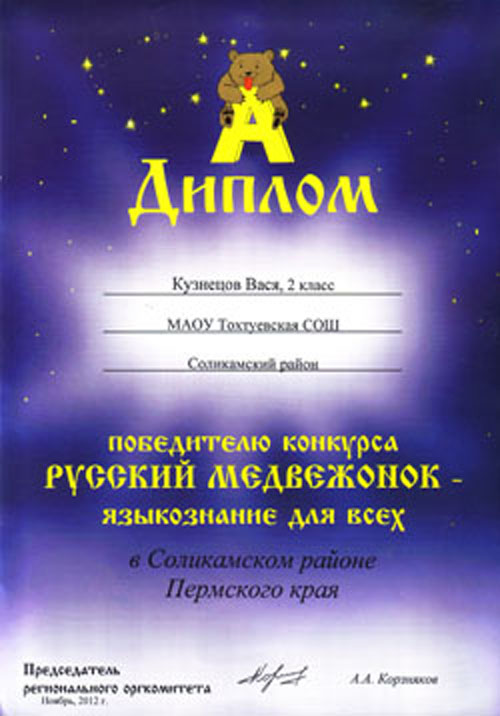 А
Диплом
Кузнецов Вася, 2 класс
МАОУ Тохтуевская СОШ
Соликамский район
победителю конкурса
РУССКИЙ МЕДВЕЖОНОК -
языкознание для всех
в Соликамском районе
Пермского края
Председатель
регионального оргкомитета
А.А. Корзняков
Ноябрь, 2012 г.